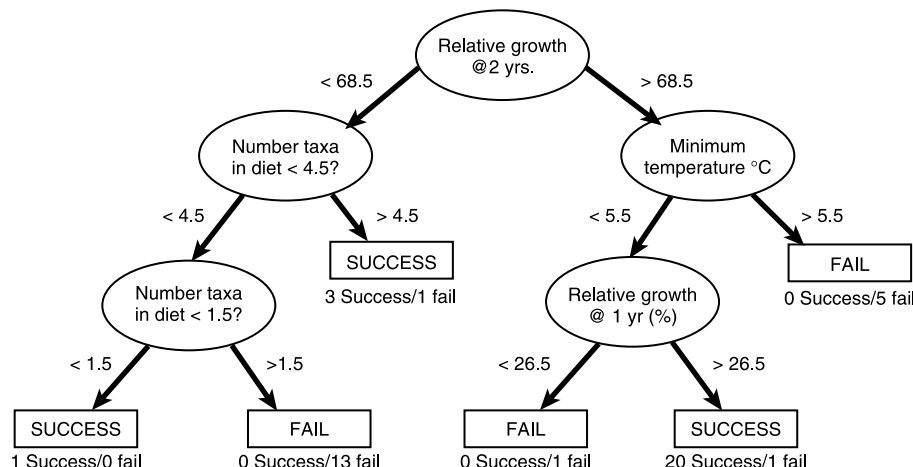 Relative growth
@2 yrs.
< 68.5
> 68.5
Number taxa
in diet < 4.5?
Minimum
temperature °C
< 4.5
> 4.5
< 5.5
> 5.5
SUCCESS
3 Success/1 fail
FAIL
0 Success/5 fail
Number taxa
in diet < 1.5?
Relative growth
@ 1 yr (%)
< 1.5
>1.5
< 26.5
> 26.5
SUCCESS
1 Success/0 fail
FAIL
0 Success/13 fail
FAIL
0 Success/1 fail
SUCCESS
20 Success/1 fail